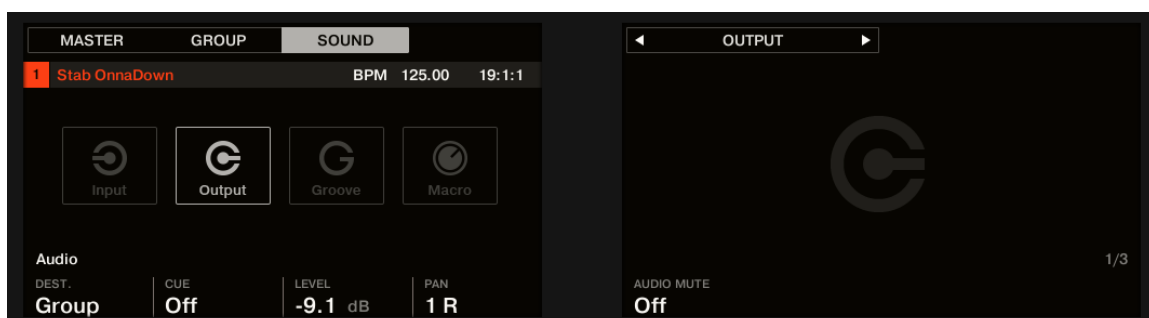 MASTER GROUP SOUND
1 Stab OnnaDown BPM 125.00 19:1:1
Input Output Groove Macro
Audio
DEST. CUE LEVEL PAN
Group Off -9.1 dB 1 R
OUTPUT
1/3
AUDIO MUTE
Off